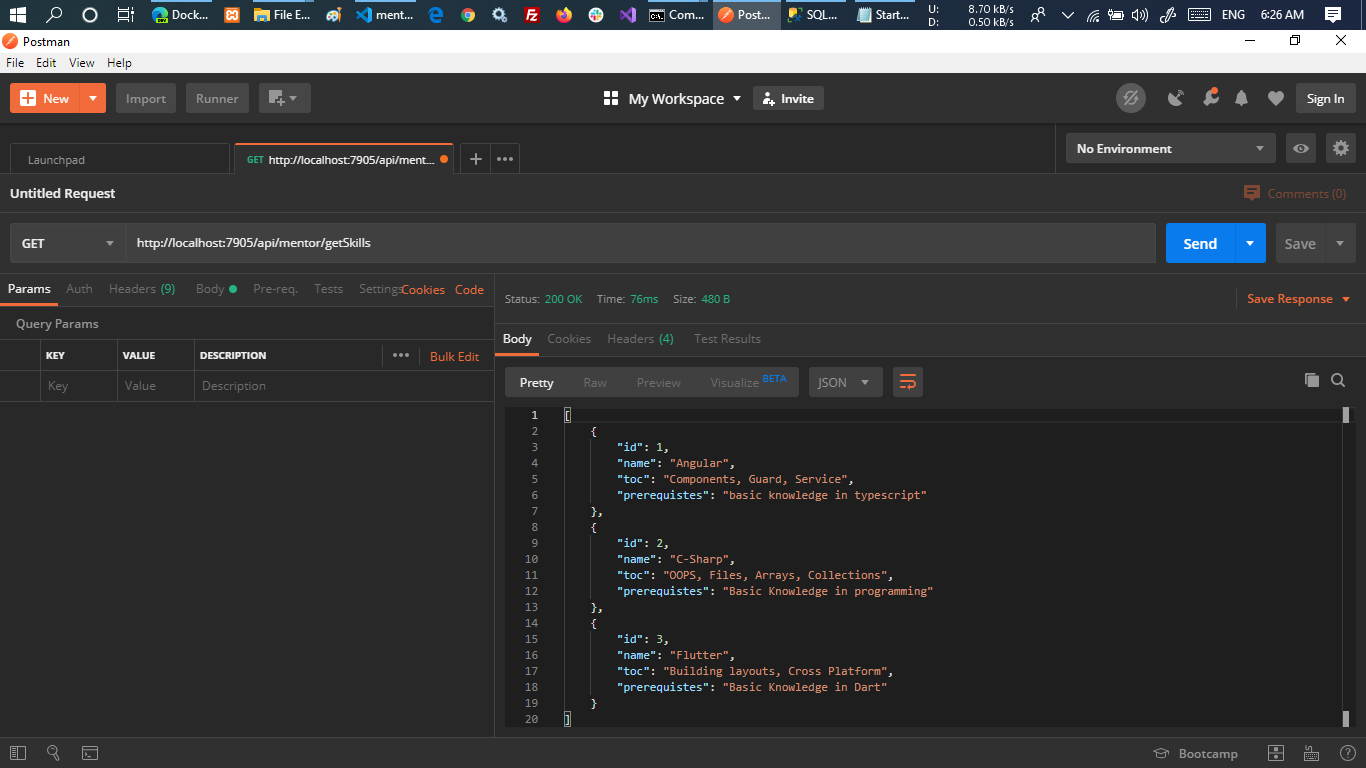 Dock...
File E...
ment...
Com...
Post...
SQL...
Start...
U: 8.70 kB/s
D: 0.50 kB/s
ENG
6:26 AM
Postman
File Edit View Help
New
Import
Runner
My Workspace
Invite
Sign In
Launchpad
GET http://localhost:7905/api/ment...
No Environment
Untitled Request
Comments (0)
GET
http://localhost:7905/api/mentor/getSkills
Send
Save
Params Auth Headers (9) Body Pre-req. Tests Settings Cookies Code
Query Params
KEY VALUE DESCRIPTION Bulk Edit
Key Value Description
Status: 200 OK Time: 76ms Size: 480 B
Save Response
Body Cookies Headers (4) Test Results
Pretty Raw Preview Visualize BETA JSON
1 [
2 {
3 "id": 1,
4 "name": "Angular",
5 "toc": "Components, Guard, Service",
6 "prerequistes": "basic knowledge in typescript"
7 },
8 {
9 "id": 2,
10 "name": "C-Sharp",
11 "toc": "OOPS, Files, Arrays, Collections",
12 "prerequistes": "Basic Knowledge in programming"
13 },
14 {
15 "id": 3,
16 "name": "Flutter",
17 "toc": "Building layouts, Cross Platform",
18 "prerequistes": "Basic Knowledge in Dart"
19 }
20 ]
Bootcamp